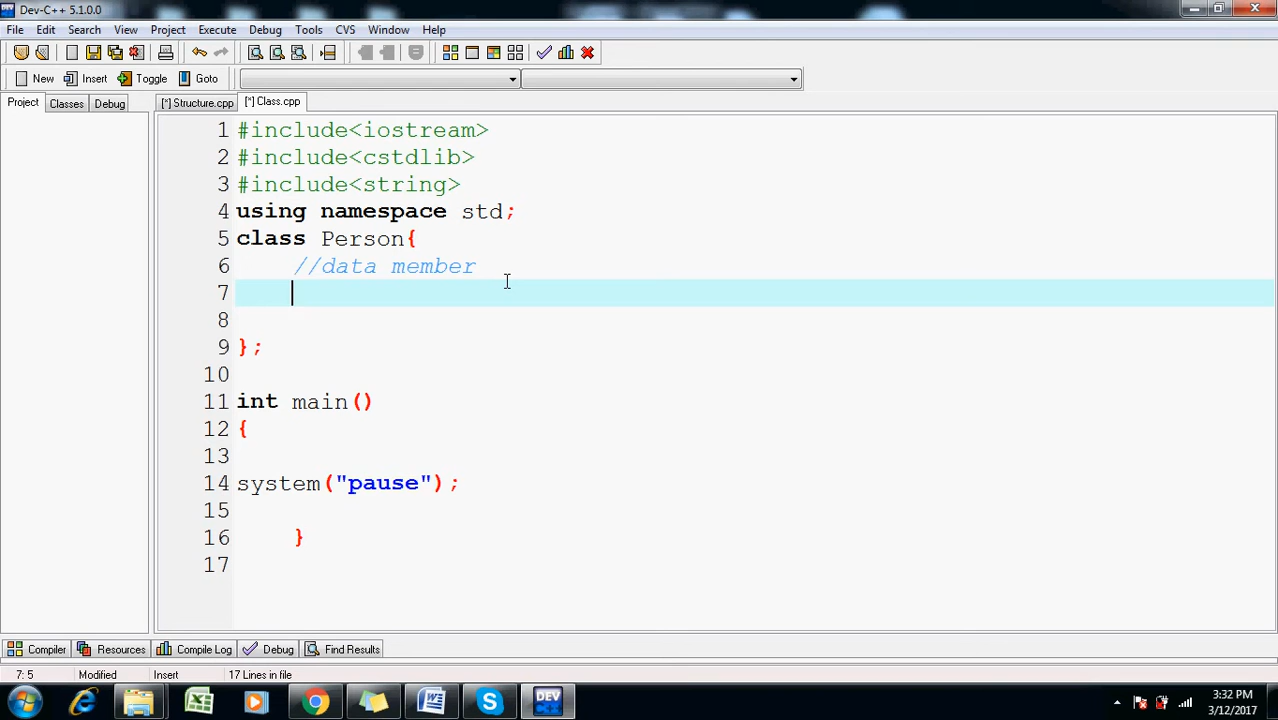 Dev-C++ 5.1.0.0
File Edit Search View Project Execute Debug Tools CVS Window Help
New Insert Toggle Goto
Project Classes Debug [*] Structure.cpp [*] Class.cpp
1 #include<iostream>
2 #include<cstdlib>
3 #include<string>
4 using namespace std;
5 class Person{
6 //data member
7
8
9 };
10
11 int main()
12 {
13
14 system("pause");
15
16 }
17
Compiler Resources Compile Log Debug Find Results
7: 5 Modified Insert 17 Lines in file
DEV
3:32 PM
3/12/2017